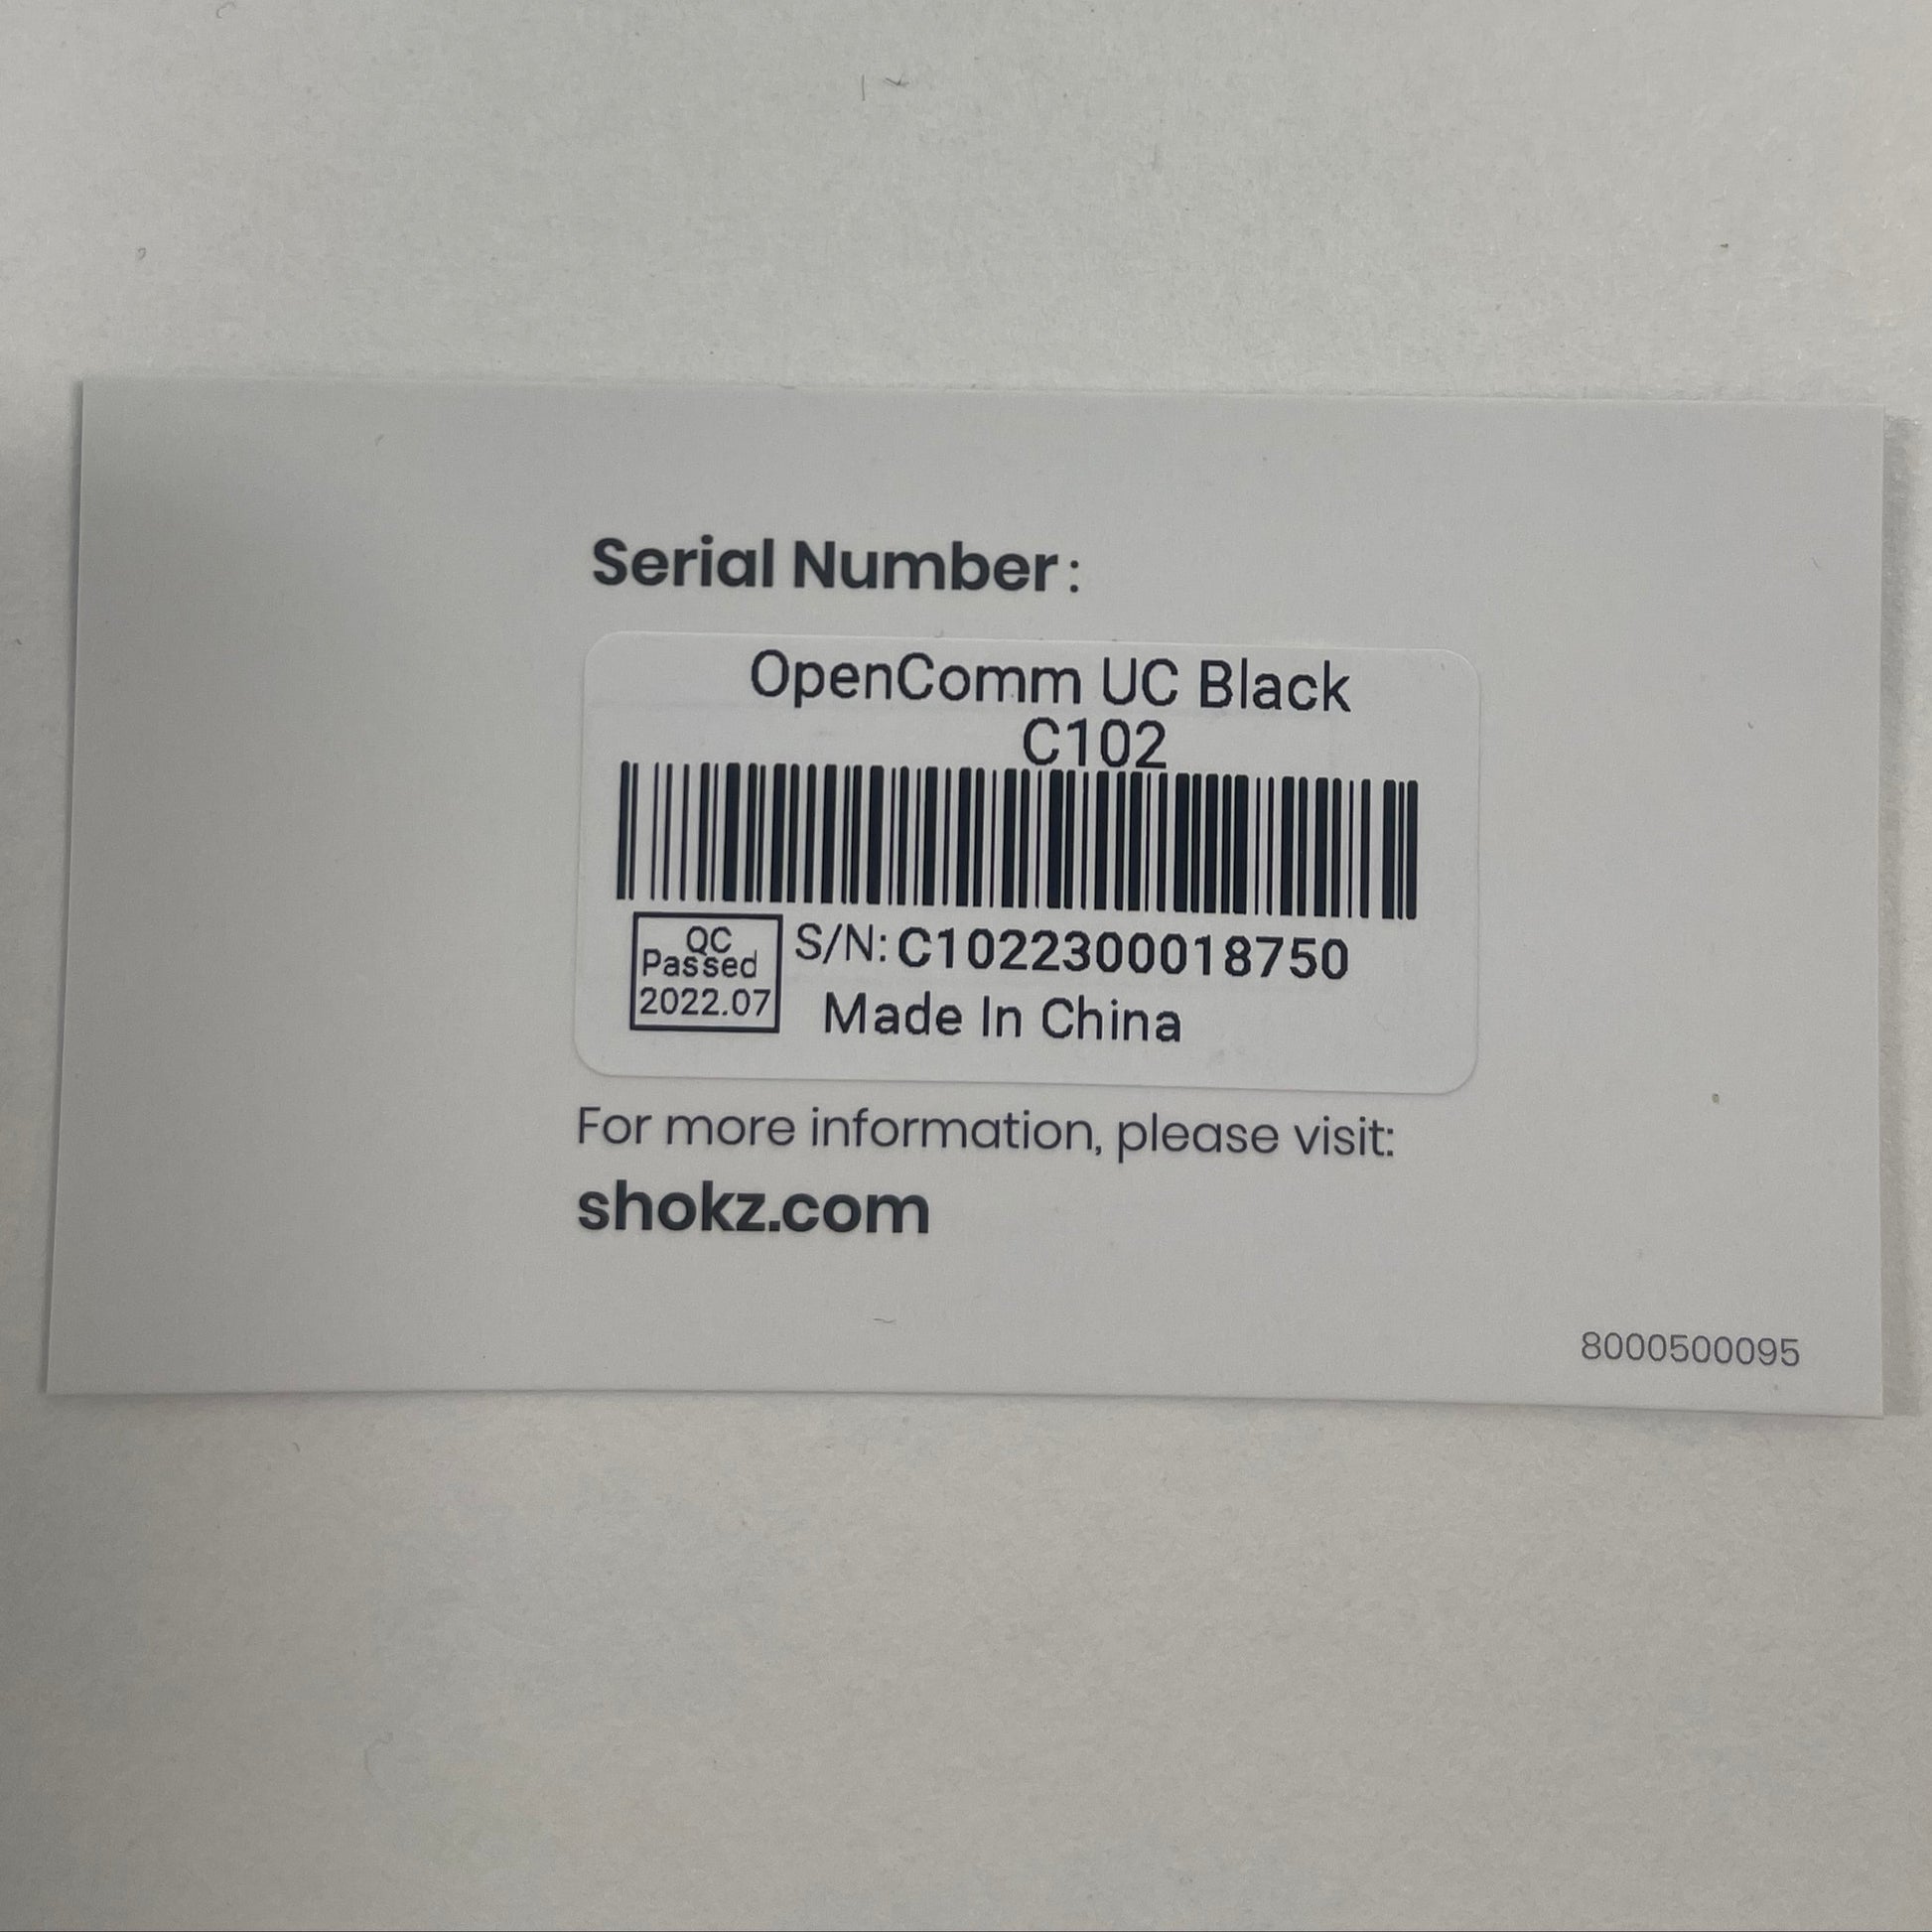 Serial Number:
OpenComm UC Black
C102
QC
Passed
2022.07
S/N: C1022300018750
Made In China
For more information, please visit:
shokz.com
8000500095